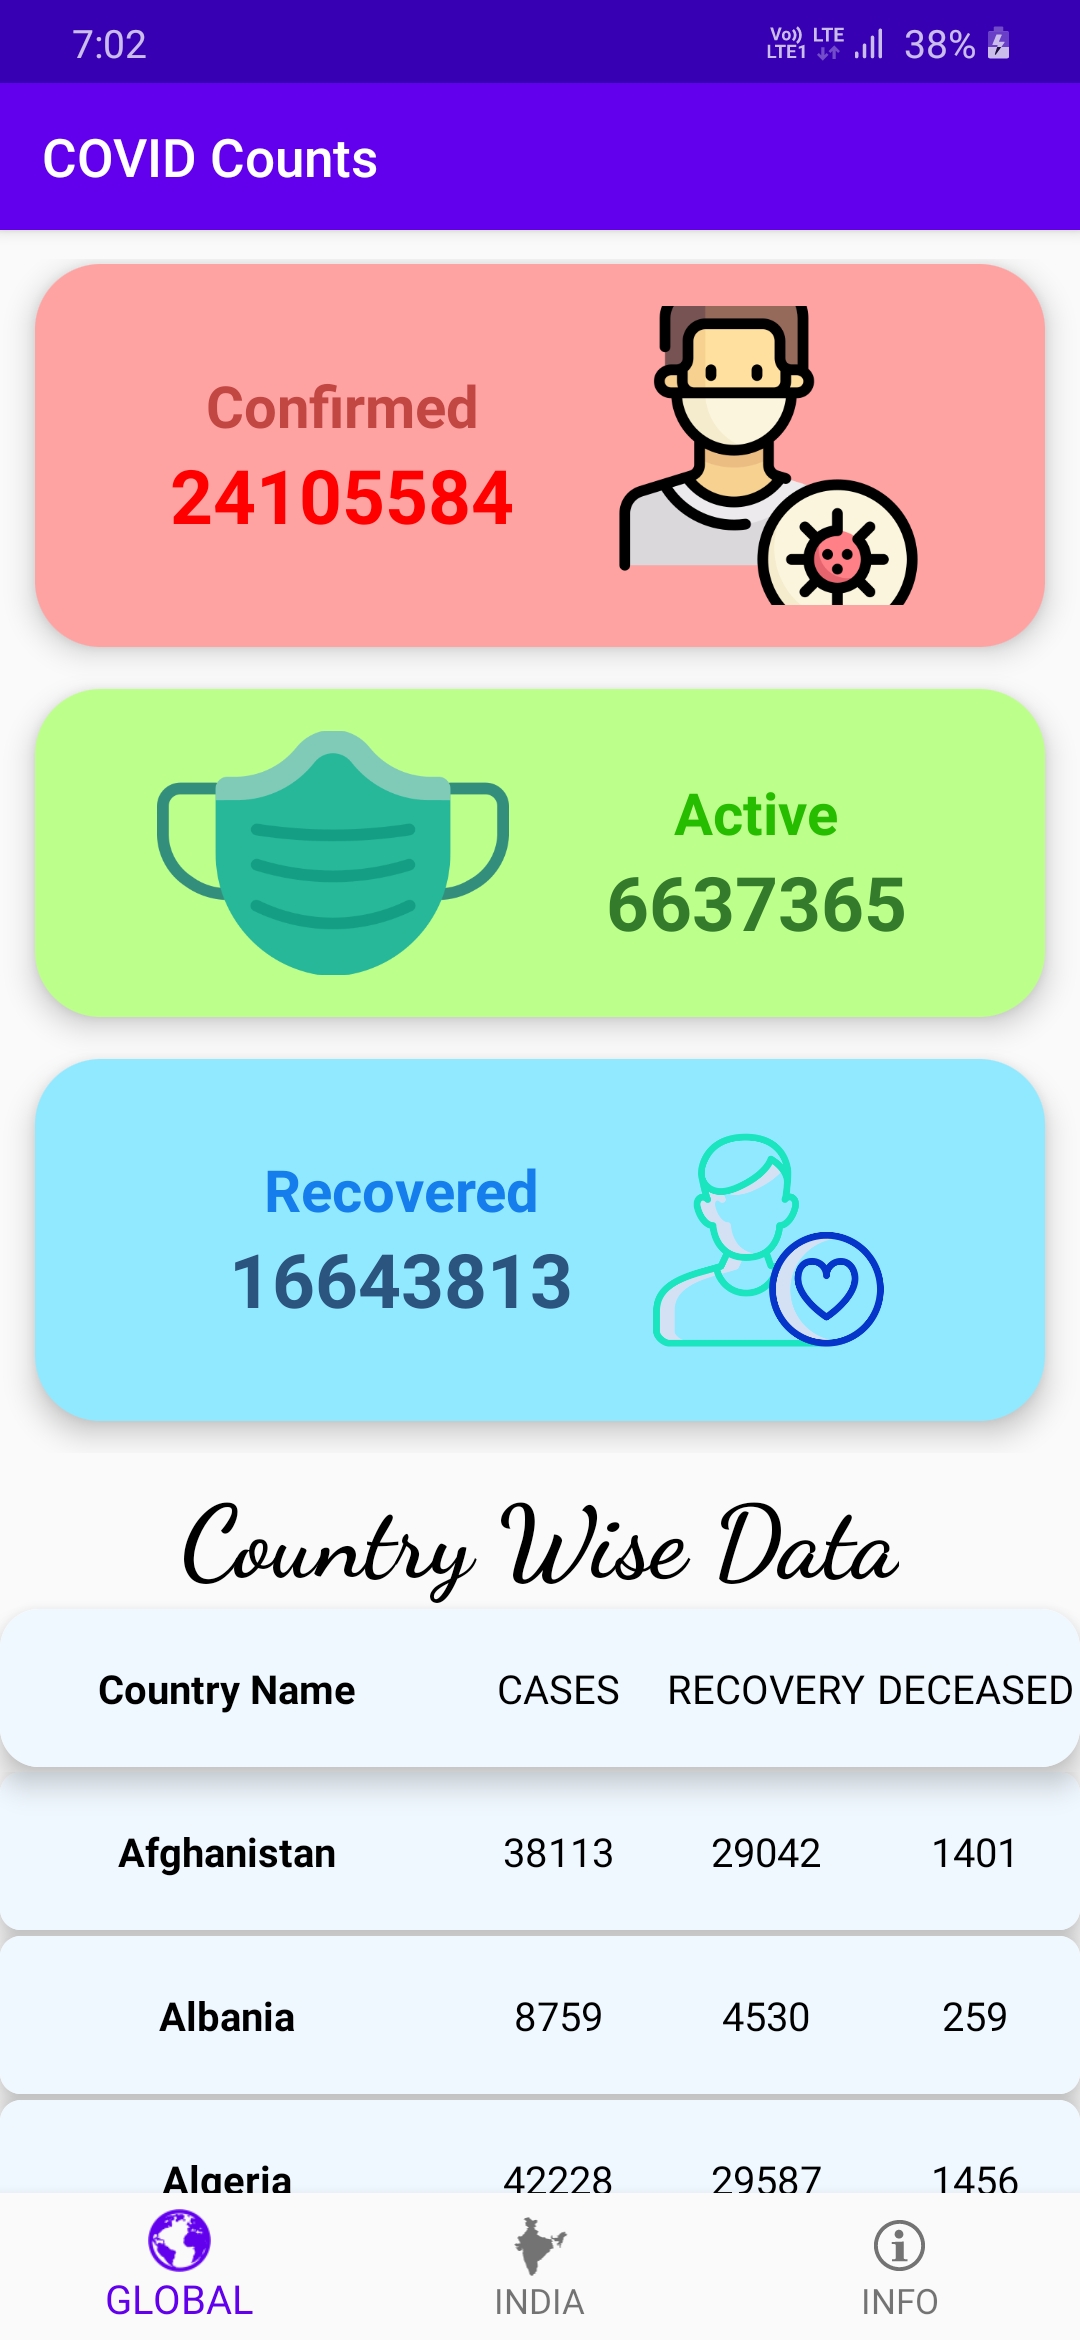 7:02 Vo)) LTE LTE1 38%
COVID Counts
Confirmed
24105584
Active
6637365
Recovered
16643813
Country Wise Data
Country Name CASES RECOVERY DECEASED
Afghanistan 38113 29042 1401
Albania 8759 4530 259
Algeria 42228 29587 1456
GLOBAL INDIA INFO